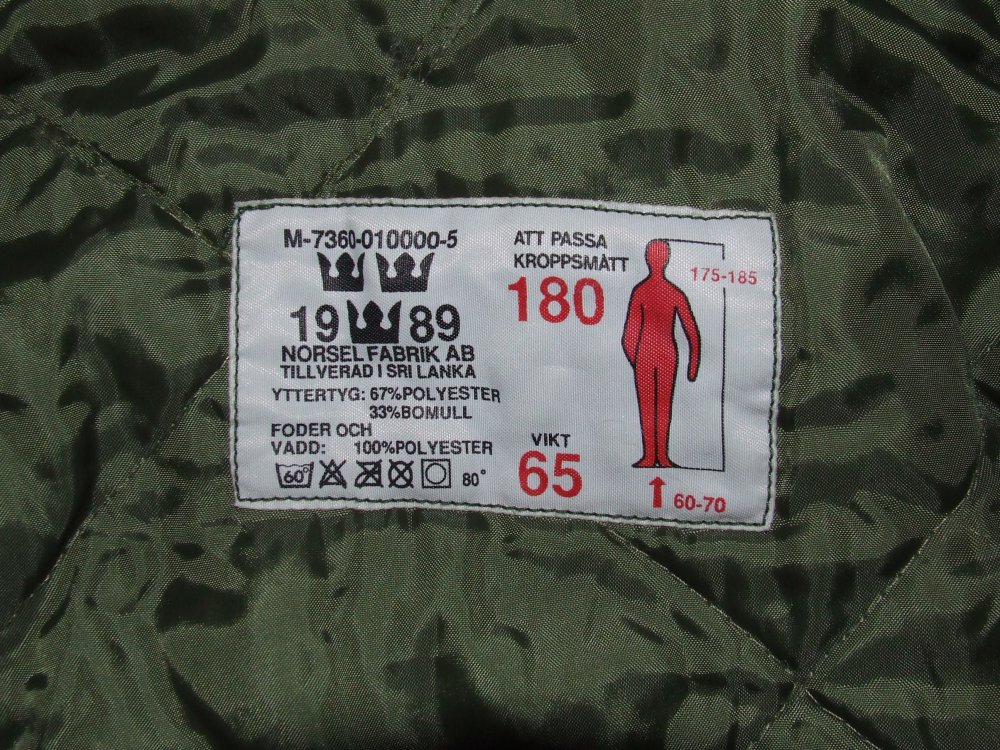 M-7360-010000-5
19 89
NORSEL FABRIK AB
TILLVERAD I SRI LANKA
YTTERTYG: 67%POLYESTER
33%BOMULL
FODER OCH
VADD: 100%POLYESTER
60° 80°
ATT PASSA
KROPPSMÅTT
180
175-185
VIKT
65
60-70